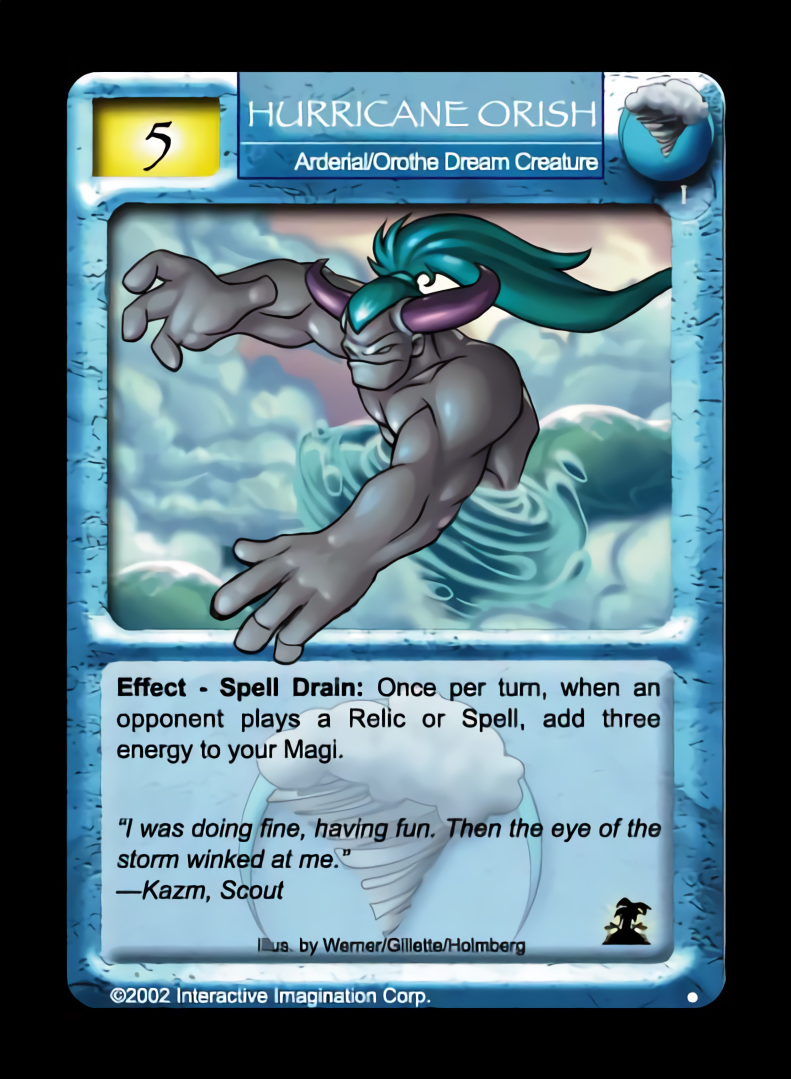 5
HURRICANE ORISH
Arderial/Orothe Dream Creature
Effect - Spell Drain: Once per turn, when an
opponent plays a Relic or Spell, add three
energy to your Magi.
“I was doing fine, having fun. Then the eye of the
storm winked at me.”
—Kazm, Scout
Illus. by Werner/Gillette/Holmberg
©2002 Interactive Imagination Corp.